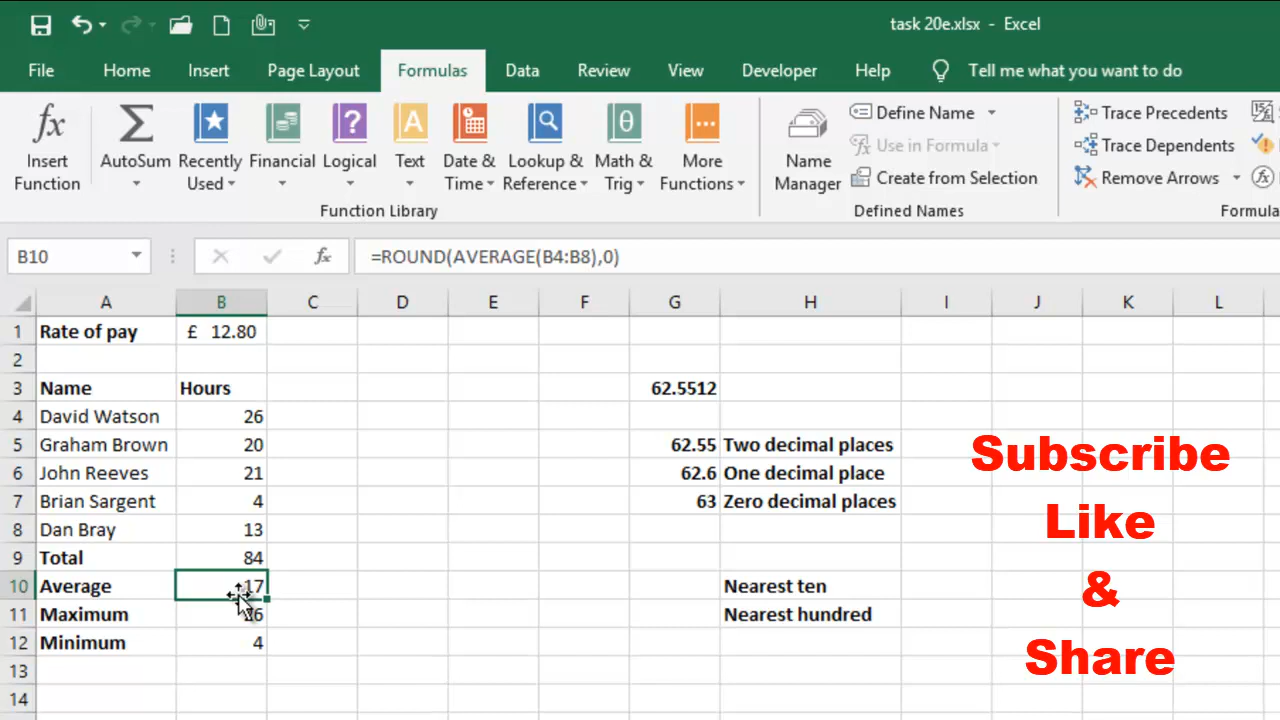 task 20e.xlsx - Excel
File Home Insert Page Layout Formulas Data Review View Developer Help Tell me what you want to do
fx Insert Function
Σ AutoSum
Recently Used
Financial
Logical
Text
Date & Time
Lookup & Reference
Math & Trig
More Functions
Function Library
Name Manager
Define Name
Use in Formula
Create from Selection
Defined Names
Trace Precedents
Trace Dependents
Remove Arrows
Formula
B10 fx =ROUND(AVERAGE(B4:B8),0)
A B C D E F G H I J K L
1 Rate of pay £ 12.80
2
3 Name Hours 62.5512
4 David Watson 26
5 Graham Brown 20 62.55 Two decimal places
6 John Reeves 21 62.6 One decimal place
7 Brian Sargent 4 63 Zero decimal places
8 Dan Bray 13
9 Total 84
10 Average 17 Nearest ten
11 Maximum Nearest hundred
12 Minimum 4
13
14
Subscribe
Like
&
Share